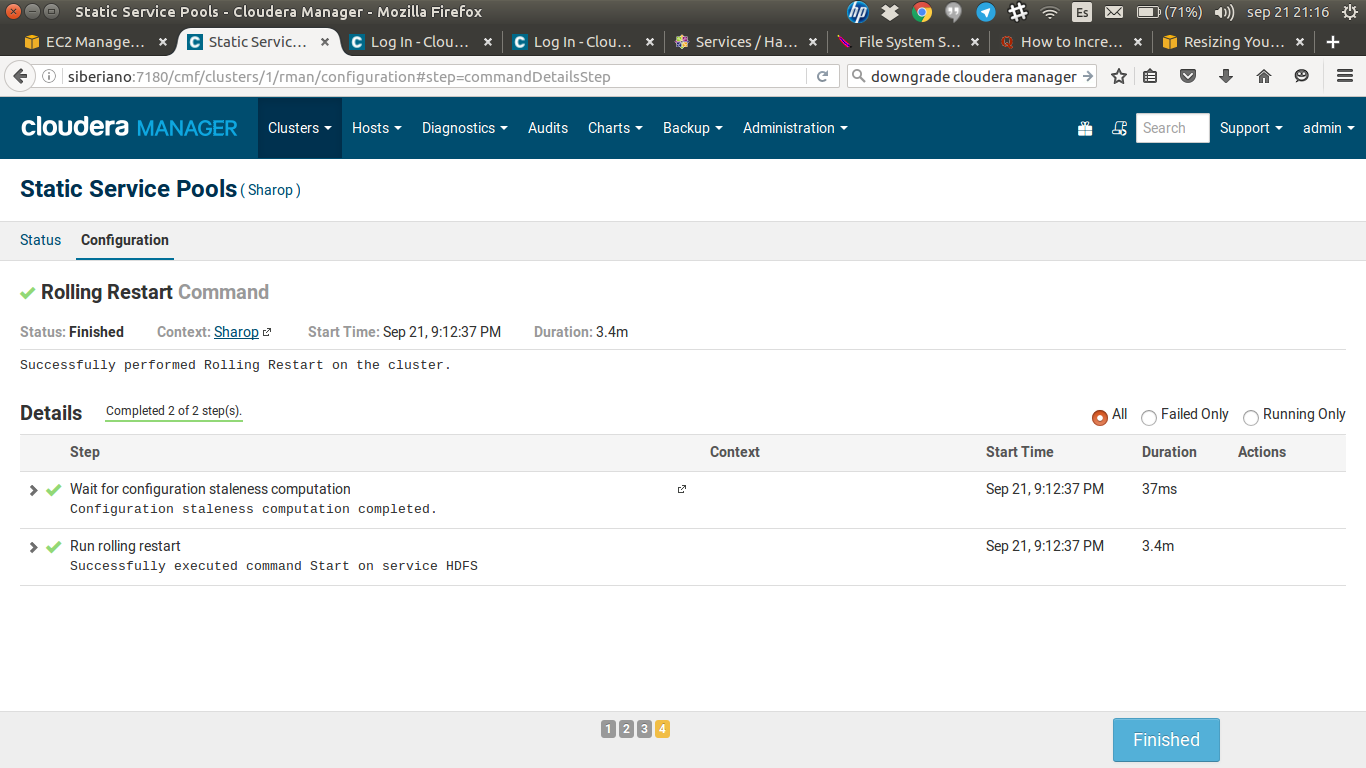 Static Service Pools - Cloudera Manager - Mozilla Firefox
hp Es (71%) sep 21 21:16
EC2 Manage... × Static Servic... × Log In - Clou... × Log In - Clou... × Services / Ha... × File System S... × How to Incre... × Resizing You... ×
siberiano:7180/cmf/clusters/1/rman/configuration#step=commandDetailsStep
downgrade cloudera manager
cloudera MANAGER Clusters Hosts Diagnostics Audits Charts Backup Administration Search Support admin
Static Service Pools ( Sharop )
Status Configuration
Rolling Restart Command
Status: Finished Context: Sharop Start Time: Sep 21, 9:12:37 PM Duration: 3.4m
Successfully performed Rolling Restart on the cluster.
Details Completed 2 of 2 step(s).
All Failed Only Running Only
Step Context Start Time Duration Actions
Wait for configuration staleness computation Sep 21, 9:12:37 PM 37ms
Configuration staleness computation completed.
Run rolling restart Sep 21, 9:12:37 PM 3.4m
Successfully executed command Start on service HDFS
1 2 3 4
Finished